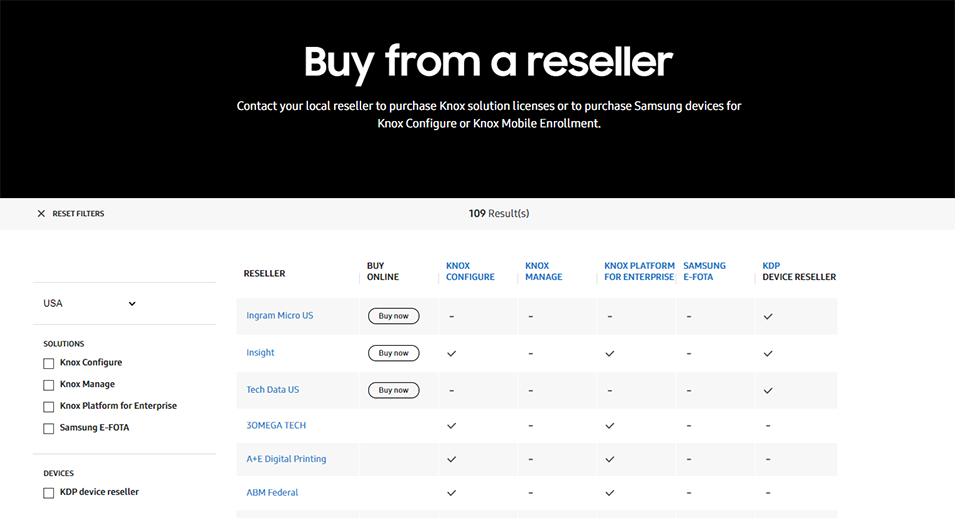 Buy from a reseller
Contact your local reseller to purchase Knox solution licenses or to purchase Samsung devices for
Knox Configure or Knox Mobile Enrollment.
RESET FILTERS
109 Result(s)
USA
SOLUTIONS
Knox Configure
Knox Manage
Knox Platform for Enterprise
Samsung E-FOTA
DEVICES
KDP device reseller
RESELLER
BUY
ONLINE
KNOX
CONFIGURE
KNOX
MANAGE
KNOX PLATFORM
FOR ENTERPRISE
SAMSUNG
E-FOTA
KDP
DEVICE RESELLER
Ingram Micro US Buy now - - - - ✓
Insight Buy now ✓ - ✓ - ✓
Tech Data US Buy now - - - - ✓
3OMEGA TECH ✓ - ✓ - -
A+E Digital Printing ✓ - ✓ - -
ABM Federal ✓ - ✓ - -